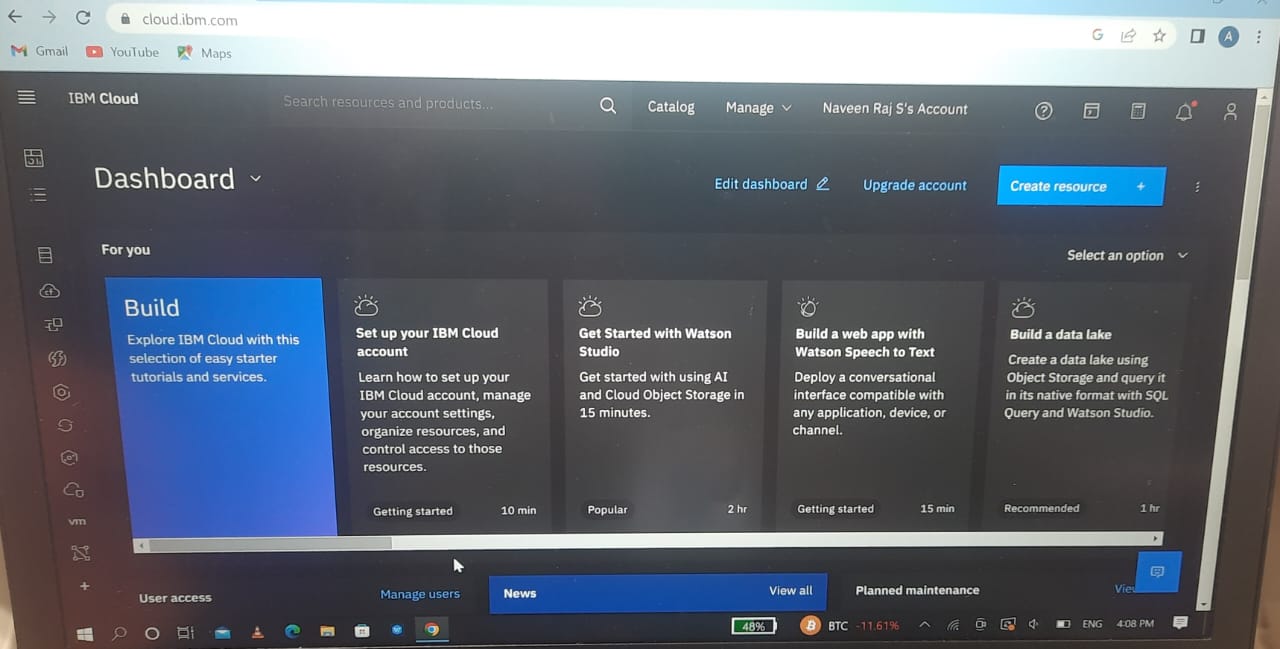 cloud.ibm.com
G
A
Gmail
YouTube
Maps
IBM Cloud
Search resources and products...
Catalog
Manage
Naveen Raj S's Account
Dashboard
Edit dashboard
Upgrade account
Create resource +
For you
Select an option
Build
Explore IBM Cloud with this
selection of easy starter
tutorials and services.
Set up your IBM Cloud
account
Learn how to set up your
IBM Cloud account, manage
your account settings,
organize resources, and
control access to those
resources.
Getting started
10 min
Get Started with Watson
Studio
Get started with using AI
and Cloud Object Storage in
15 minutes.
Popular
2 hr
Build a web app with
Watson Speech to Text
Deploy a conversational
interface compatible with
any application, device, or
channel.
Getting started
15 min
Build a data lake
Create a data lake using
Object Storage and query it
in its native format with SQL
Query and Watson Studio.
Recommended
1 hr
vm
User access
Manage users
News
View all
Planned maintenance
48%
BTC -11.61%
ENG
4:08 PM